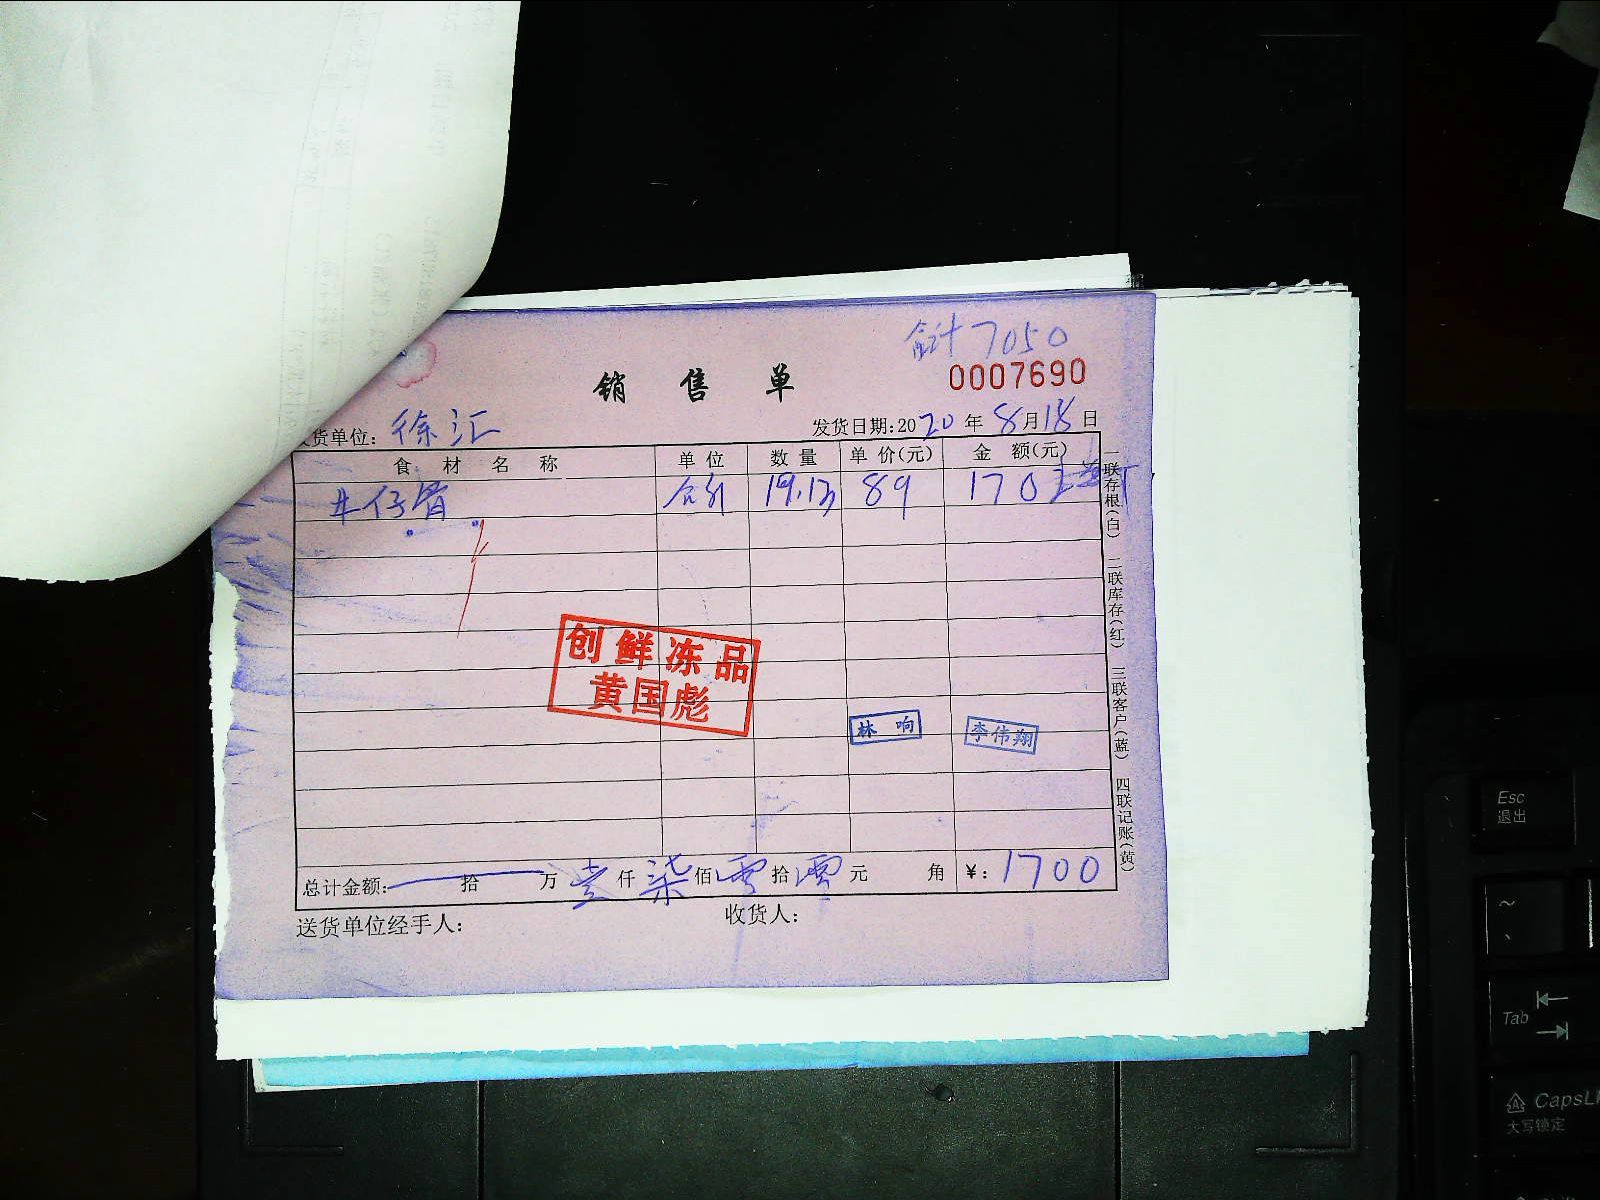 合计7050
0007690
销售单
货单位：徐汇
发货日期：2020年8月18日
食材名称 单位 数量 单价(元) 金额(元)
牛仔骨 公斤 19.13 89 170
创鲜冻品
黄国彪
林响
李伟翔
总计金额： 拾 万 壹 仟 柒 佰 零 拾 零 元 角 ¥：1700
送货单位经手人： 收货人：
一联存根(白) 二联库存(红) 三联客户(蓝) 四联记账(黄)
Esc
退出
~
Tab
CapsL
大写锁定